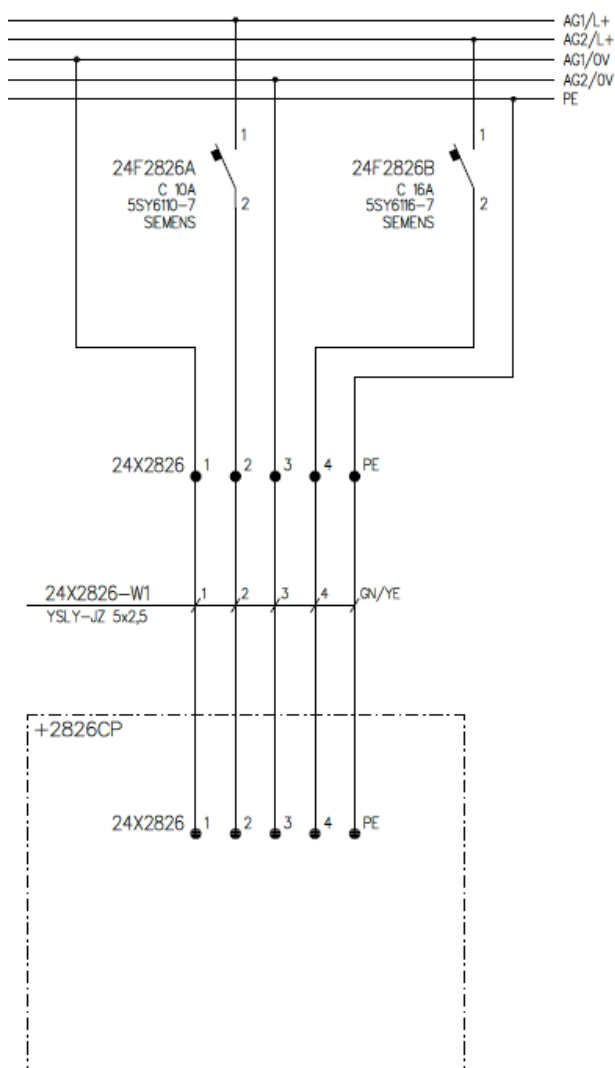 AG1/L+
AG2/L+
AG1/0V
AG2/0V
PE
1
1
24F2826A
C 10A
5SY6110-7
SIEMENS
2
24F2826B
C 16A
5SY6116-7
SIEMENS
2
24X2826 1 2 3 4 PE
24X2826-W1 1 2 3 4 GN/YE
YSLY-JZ 5x2,5
+2826CP
24X2826 1 2 3 4 PE